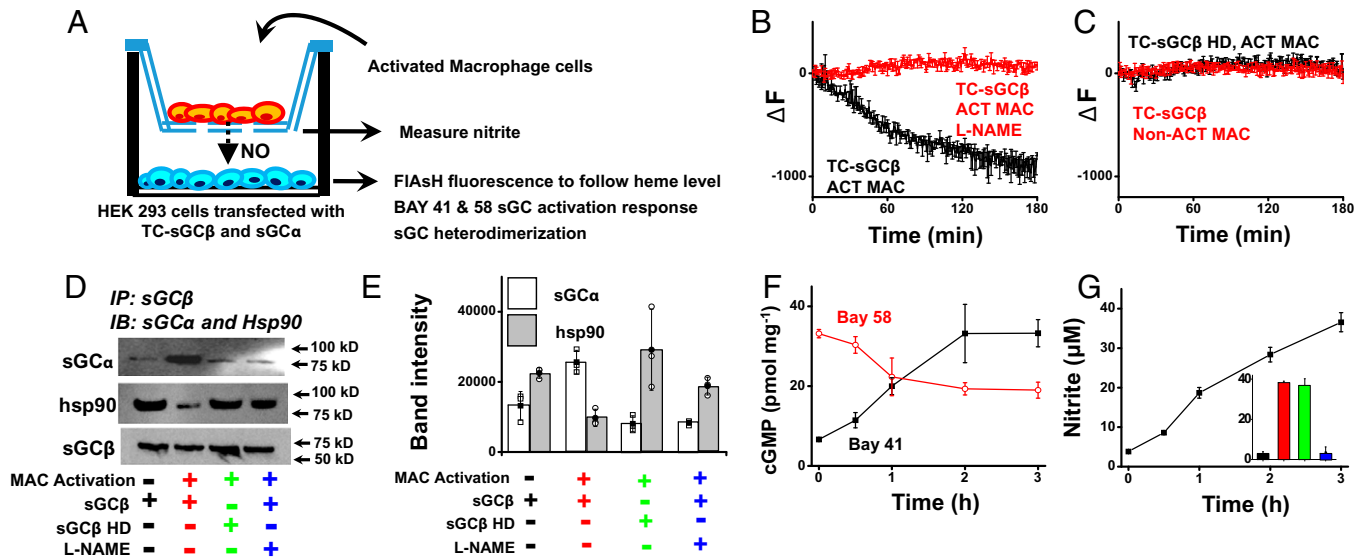 A
Activated Macrophage cells
Measure nitrite
NO
FlAsH fluorescence to follow heme level
BAY 41 & 58 sGC activation response
sGC heterodimerization
HEK 293 cells transfected with
TC-sGCβ and sGCα
B
ΔF
0
-1000
TC-sGCβ
ACT MAC
L-NAME
TC-sGCβ
ACT MAC
0 60 120 180
Time (min)
C
ΔF
0
-1000
TC-sGCβ HD, ACT MAC
TC-sGCβ
Non-ACT MAC
0 60 120 180
Time (min)
D
IP: sGCβ
IB: sGCα and Hsp90
sGCα
100 kD
75 kD
hsp90
100 kD
75 kD
sGCβ
75 kD
50 kD
MAC Activation - + + +
sGCβ + + - +
sGCβ HD - - + -
L-NAME - - - +
E
Band intensity
40000
20000
0
sGCα
hsp90
MAC Activation - + + +
sGCβ + + - +
sGCβ HD - - + -
L-NAME - - - +
F
cGMP (pmol mg⁻¹)
60
40
20
0
Bay 58
Bay 41
0 1 2 3
Time (h)
G
Nitrite (µM)
60
40
20
0
40
0
0 1 2 3
Time (h)